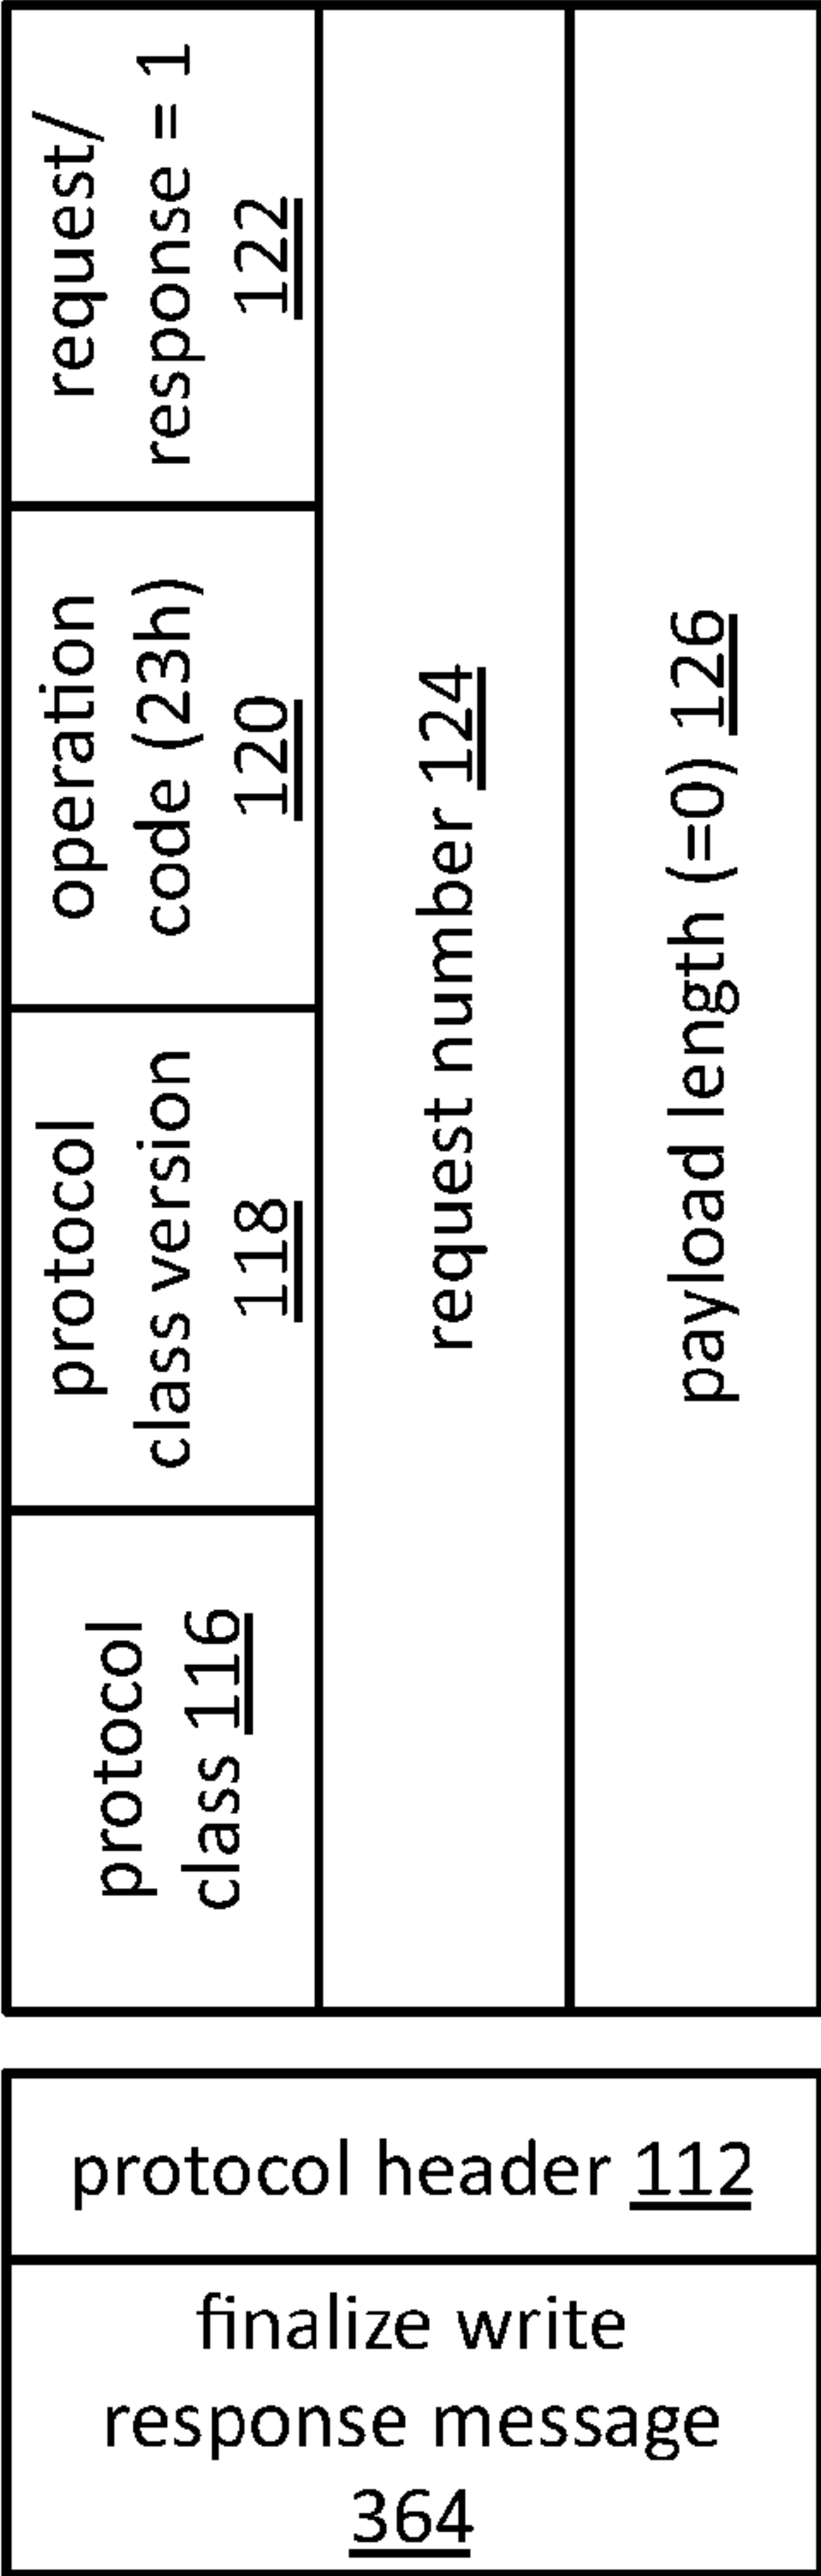 protocol
class 116
protocol
class version
118
operation
code (23h)
120
request/
response = 1
122
request number 124
payload length (=0) 126
protocol header 112
finalize write
response message
364